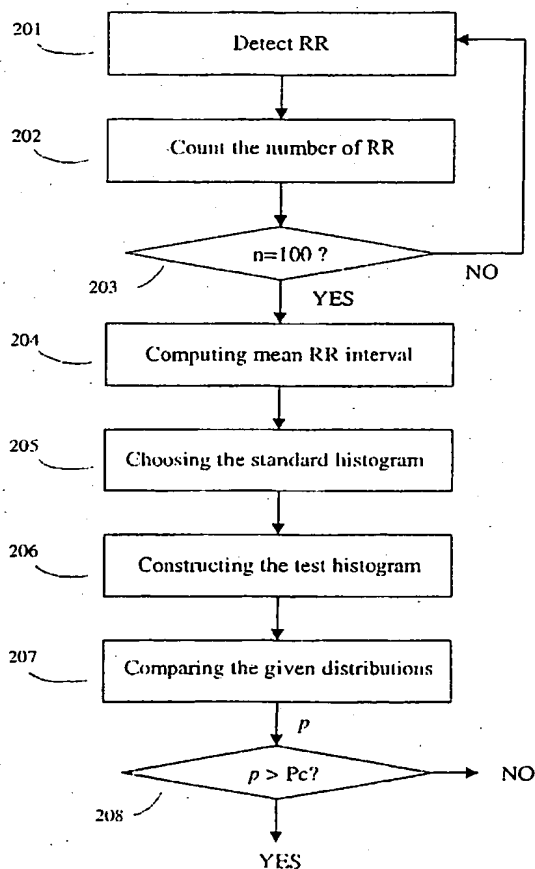 201
Detect RR
202
Count the number of RR
n=100 ?
203
NO
YES
204
Computing mean RR interval
205
Choosing the standard histogram
206
Constructing the test histogram
207
Comparing the given distributions
p
p > Pc?
NO
208
YES